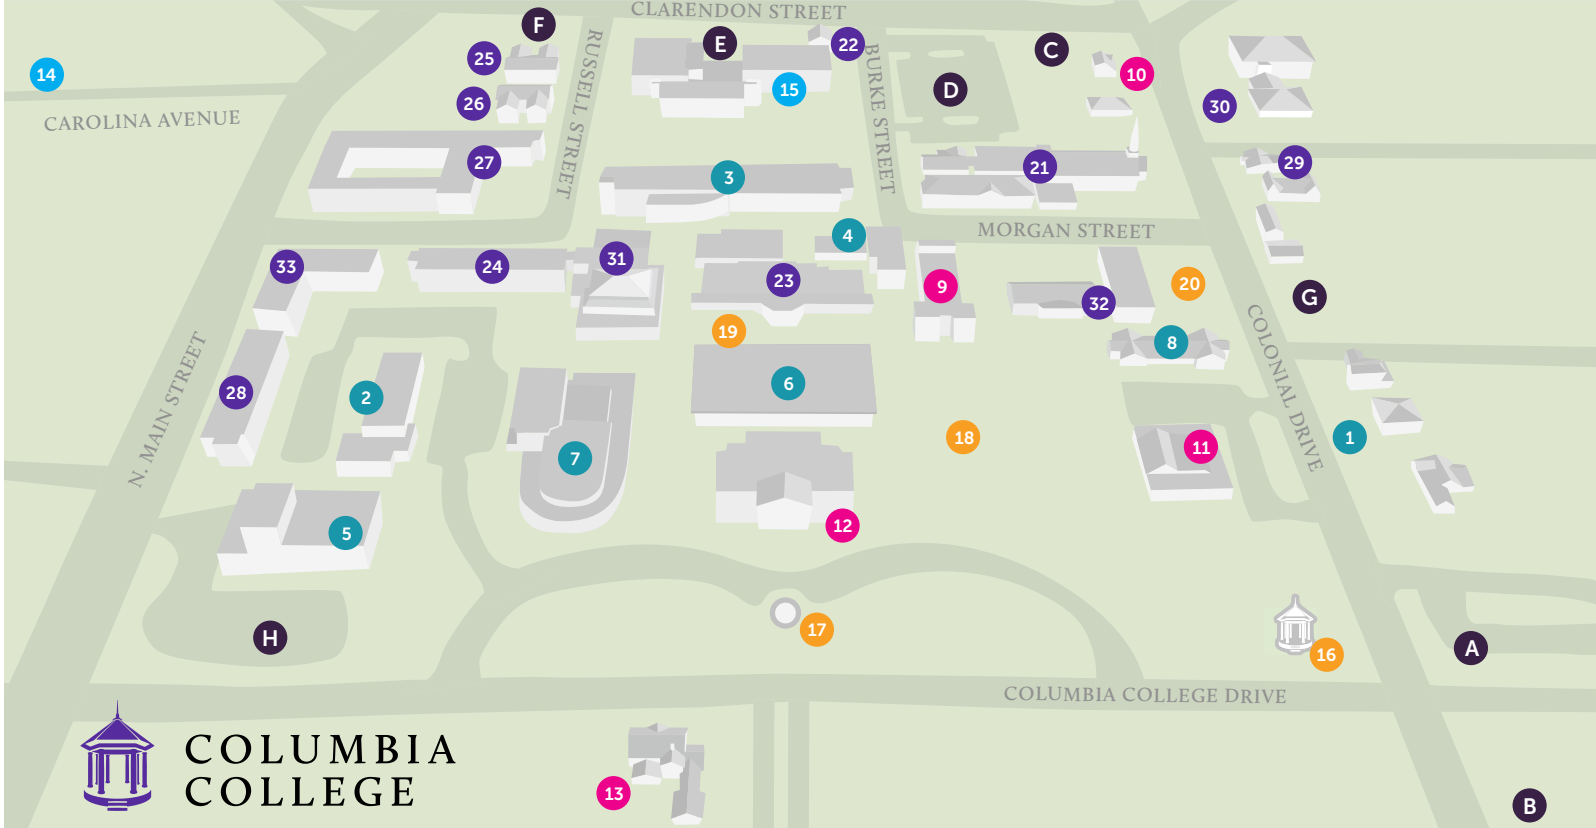 CLARENDON STREET
F
E
22
C
25
14
15
10
D
26
30
CAROLINA AVENUE
RUSSELL STREET
BURKE STREET
27
3
21
29
4
MORGAN STREET
33
24
31
23
9
32
20
G
19
8
N. MAIN STREET
COLONIAL DRIVE
28
2
6
18
1
7
11
12
5
H
17
16
A
COLUMBIA COLLEGE DRIVE
COLUMBIA
COLLEGE
13
B